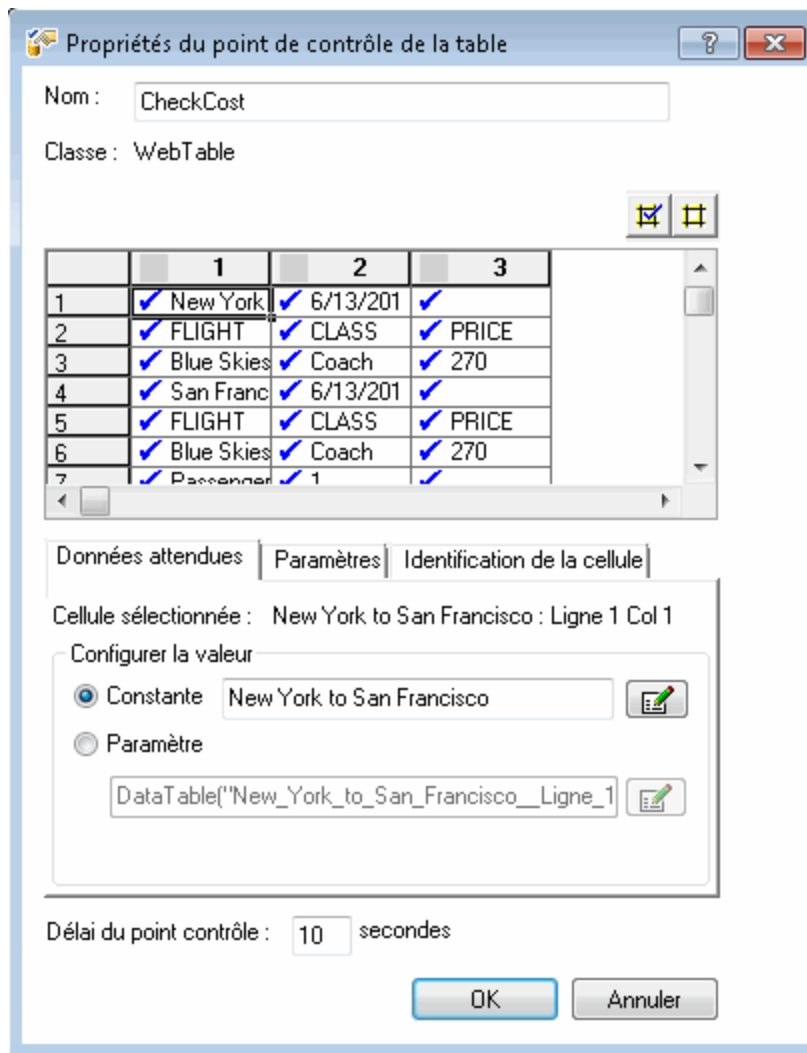 Propriétés du point de contrôle de la table
Nom : CheckCost
Classe : WebTable
1 2 3
1 New York 6/13/201
2 FLIGHT CLASS PRICE
3 Blue Skies Coach 270
4 San Franc 6/13/201
5 FLIGHT CLASS PRICE
6 Blue Skies Coach 270
7 Passenger 1
Données attendues Paramètres Identification de la cellule
Cellule sélectionnée : New York to San Francisco : Ligne 1 Col 1
Configurer la valeur
Constante New York to San Francisco
Paramètre
DataTable("New_York_to_San_Francisco__Ligne_1
Délai du point contrôle : 10 secondes
OK Annuler